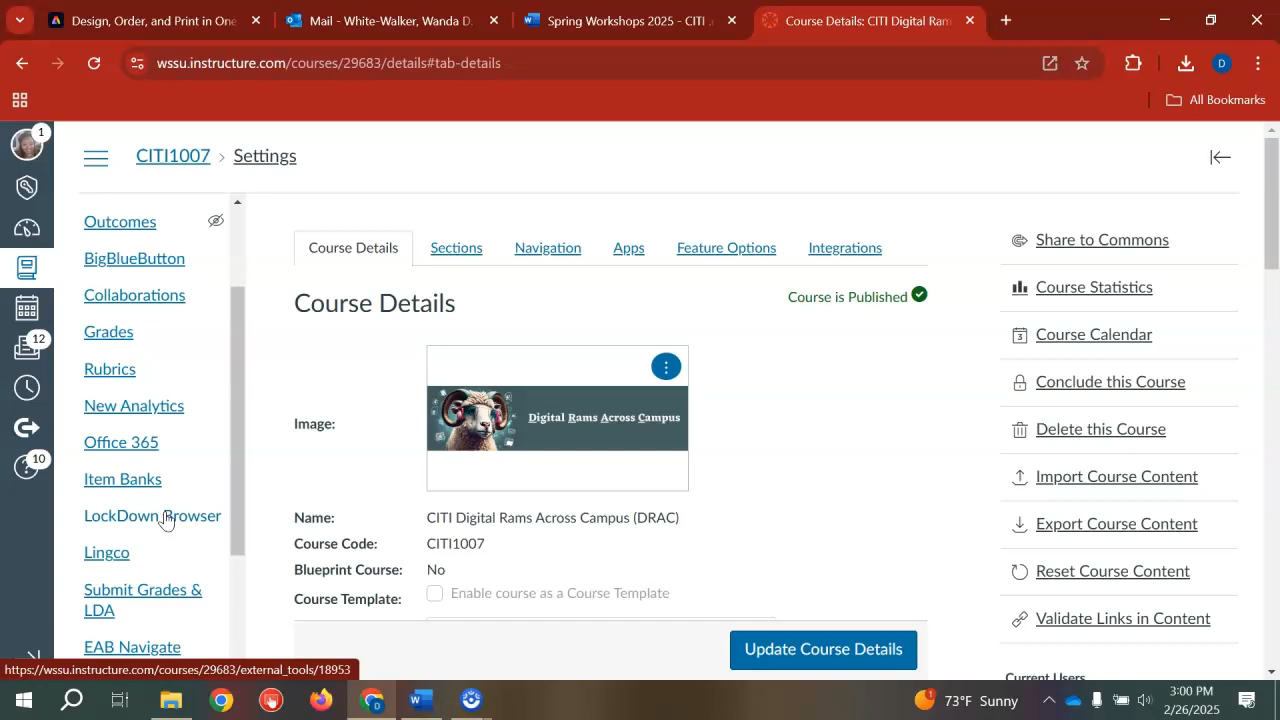 Design, Order, and Print in One
Mail - White-Walker, Wanda D.
Spring Workshops 2025 - CITI .
Course Details: CITI Digital Ram
wssu.instructure.com/courses/29683/details#tab-details
D
All Bookmarks
1
CITI1007 > Settings
Outcomes
BigBlueButton
Collaborations
Grades
Rubrics
New Analytics
Office 365
Item Banks
LockDown Browser
Lingco
Submit Grades &
LDA
EAB Navigate
12
10
Course Details
Sections
Navigation
Apps
Feature Options
Integrations
Course Details
Course is Published
Image:
Digital Rams Across Campus
Name:
CITI Digital Rams Across Campus (DRAC)
Course Code:
CITI1007
Blueprint Course:
No
Course Template:
Enable course as a Course Template
Update Course Details
Share to Commons
Course Statistics
Course Calendar
Conclude this Course
Delete this Course
Import Course Content
Export Course Content
Reset Course Content
Validate Links in Content
Current Users
https://wssu.instructure.com/courses/29683/external_tools/18953
73°F Sunny
3:00 PM
2/26/2025